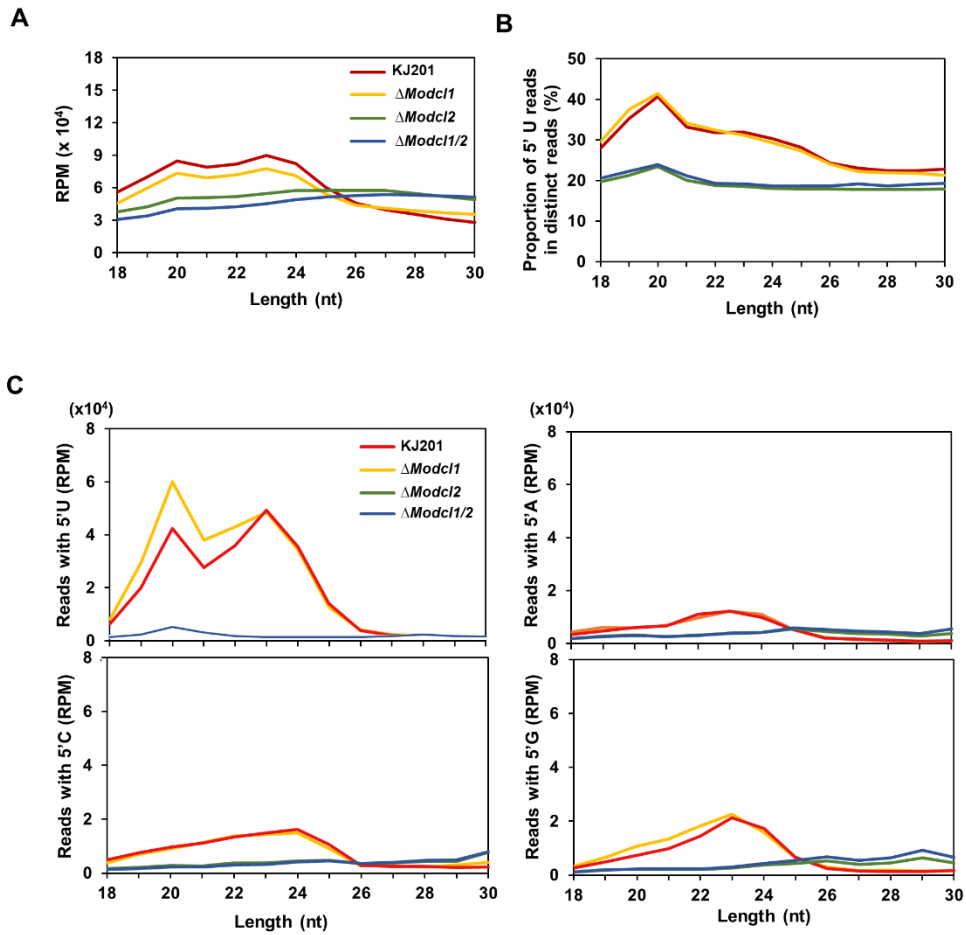 A
RPM (x 10⁴)
18
15
12
9
6
3
0
KJ201
ΔModcl1
ΔModcl2
ΔModcl1/2
18 20 22 24 26 28 30
Length (nt)
B
Proportion of 5' U reads
in distinct reads (%)
50
40
30
20
10
0
18 20 22 24 26 28 30
Length (nt)
C
(x10⁴)
Reads with 5'U (RPM)
8
6
4
2
0
KJ201
ΔModcl1
ΔModcl2
ΔModcl1/2
(x10⁴)
Reads with 5'A (RPM)
8
6
4
2
0
Reads with 5'C (RPM)
8
6
4
2
0
18 20 22 24 26 28 30
Length (nt)
Reads with 5'G (RPM)
8
6
4
2
0
18 20 22 24 26 28 30
Length (nt)